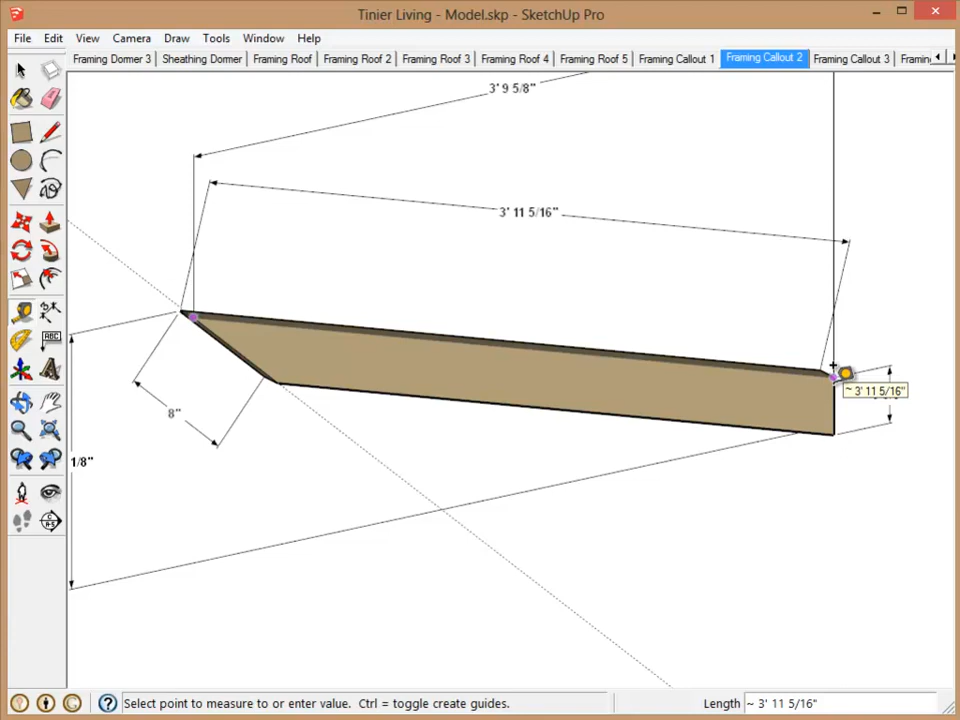 Tinier Living - Model.skp - SketchUp Pro
File Edit View Camera Draw Tools Window Help
Framing Dormer 3 Sheathing Dormer Framing Roof Framing Roof 2 Framing Roof 3 Framing Roof 4 Framing Roof 5 Framing Callout 1 Framing Callout 2 Framing Callout 3 Framin
3' 9 5/8"
3' 11 5/16"
ABC
~ 3' 11 5/16"
8"
1/8"
Select point to measure to or enter value. Ctrl = toggle create guides. Length ~ 3' 11 5/16"